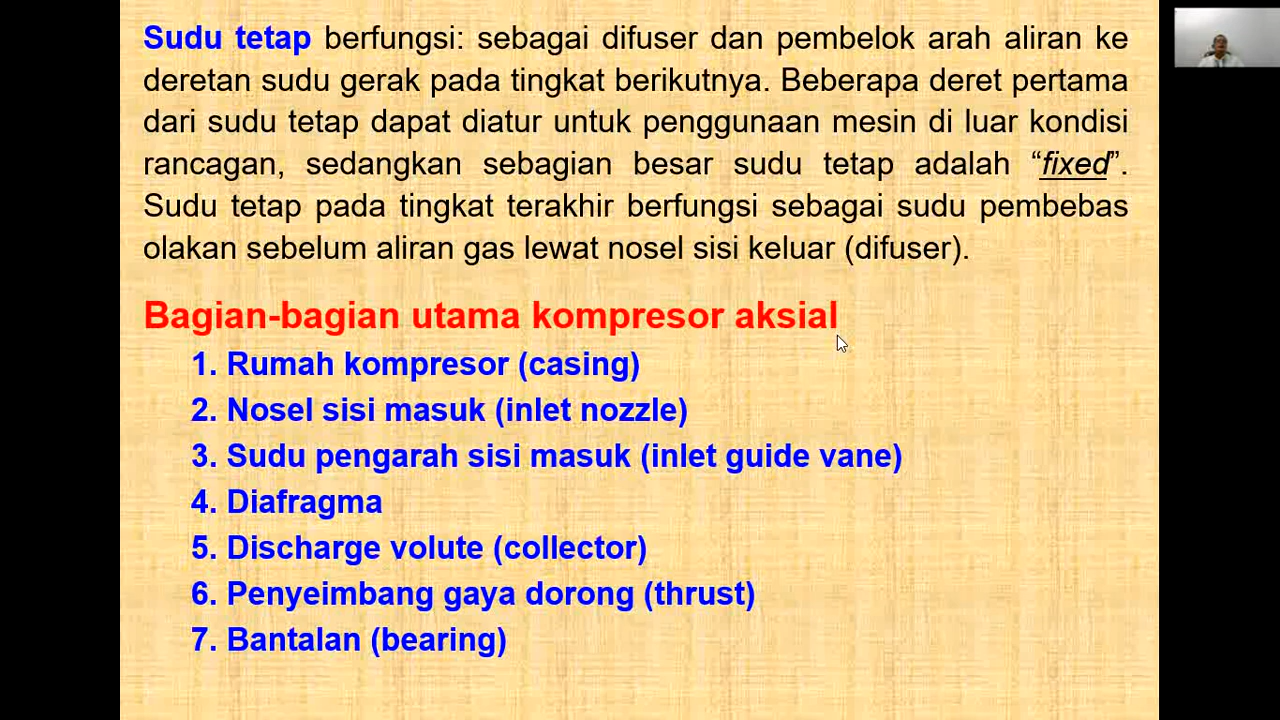 Sudu tetap berfungsi: sebagai difuser dan pembelok arah aliran ke
deretan sudu gerak pada tingkat berikutnya. Beberapa deret pertama
dari sudu tetap dapat diatur untuk penggunaan mesin di luar kondisi
rancagan, sedangkan sebagian besar sudu tetap adalah “fixed”.
Sudu tetap pada tingkat terakhir berfungsi sebagai sudu pembebas
olakan sebelum aliran gas lewat nosel sisi keluar (difuser).
Bagian-bagian utama kompresor aksial
1. Rumah kompresor (casing)
2. Nosel sisi masuk (inlet nozzle)
3. Sudu pengarah sisi masuk (inlet guide vane)
4. Diafragma
5. Discharge volute (collector)
6. Penyeimbang gaya dorong (thrust)
7. Bantalan (bearing)